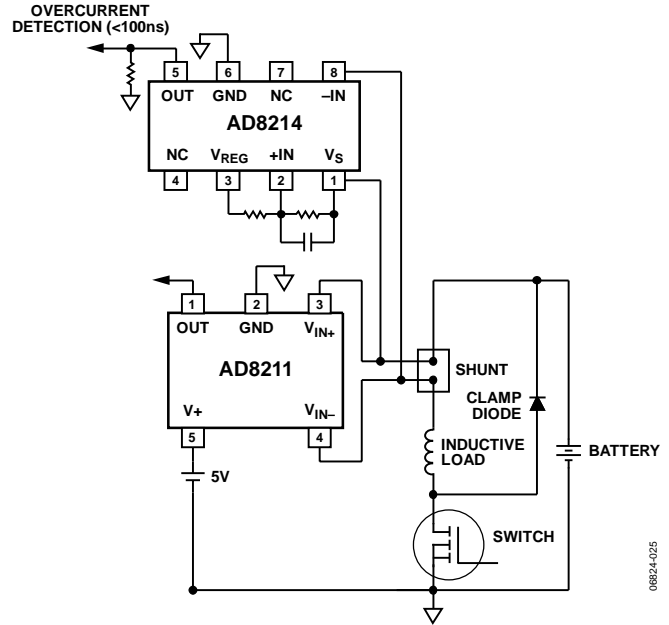 OVERCURRENT
DETECTION (<100ns)
5 6 7 8
OUT GND NC –IN
AD8214
NC VREG +IN VS
4 3 2 1
1 2 3
OUT GND VIN+
AD8211
V+ VIN–
5 4
5V
SHUNT
CLAMP
DIODE
INDUCTIVE
LOAD
BATTERY
SWITCH
06824-025